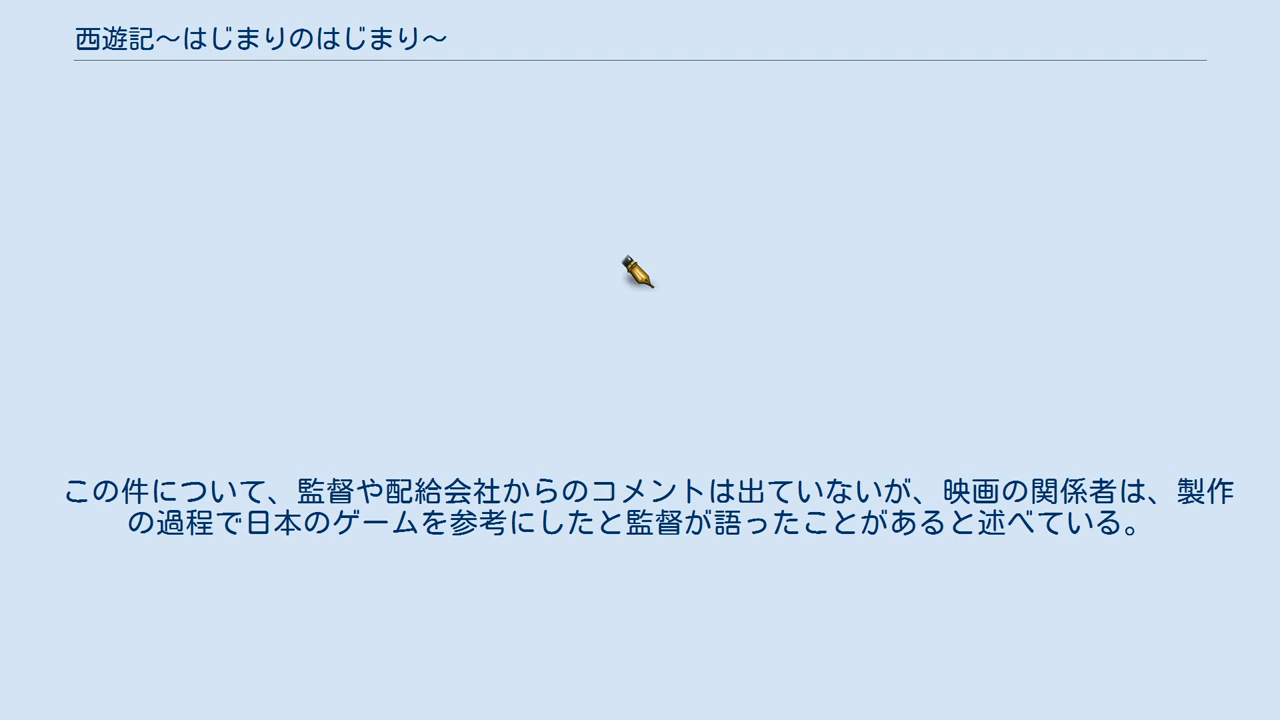 西遊記～はじまりのはじまり～
この件について、監督や配給会社からのコメントは出ていないが、映画の関係者は、製作
の過程で日本のゲームを参考にしたと監督が語ったことがあると述べている。